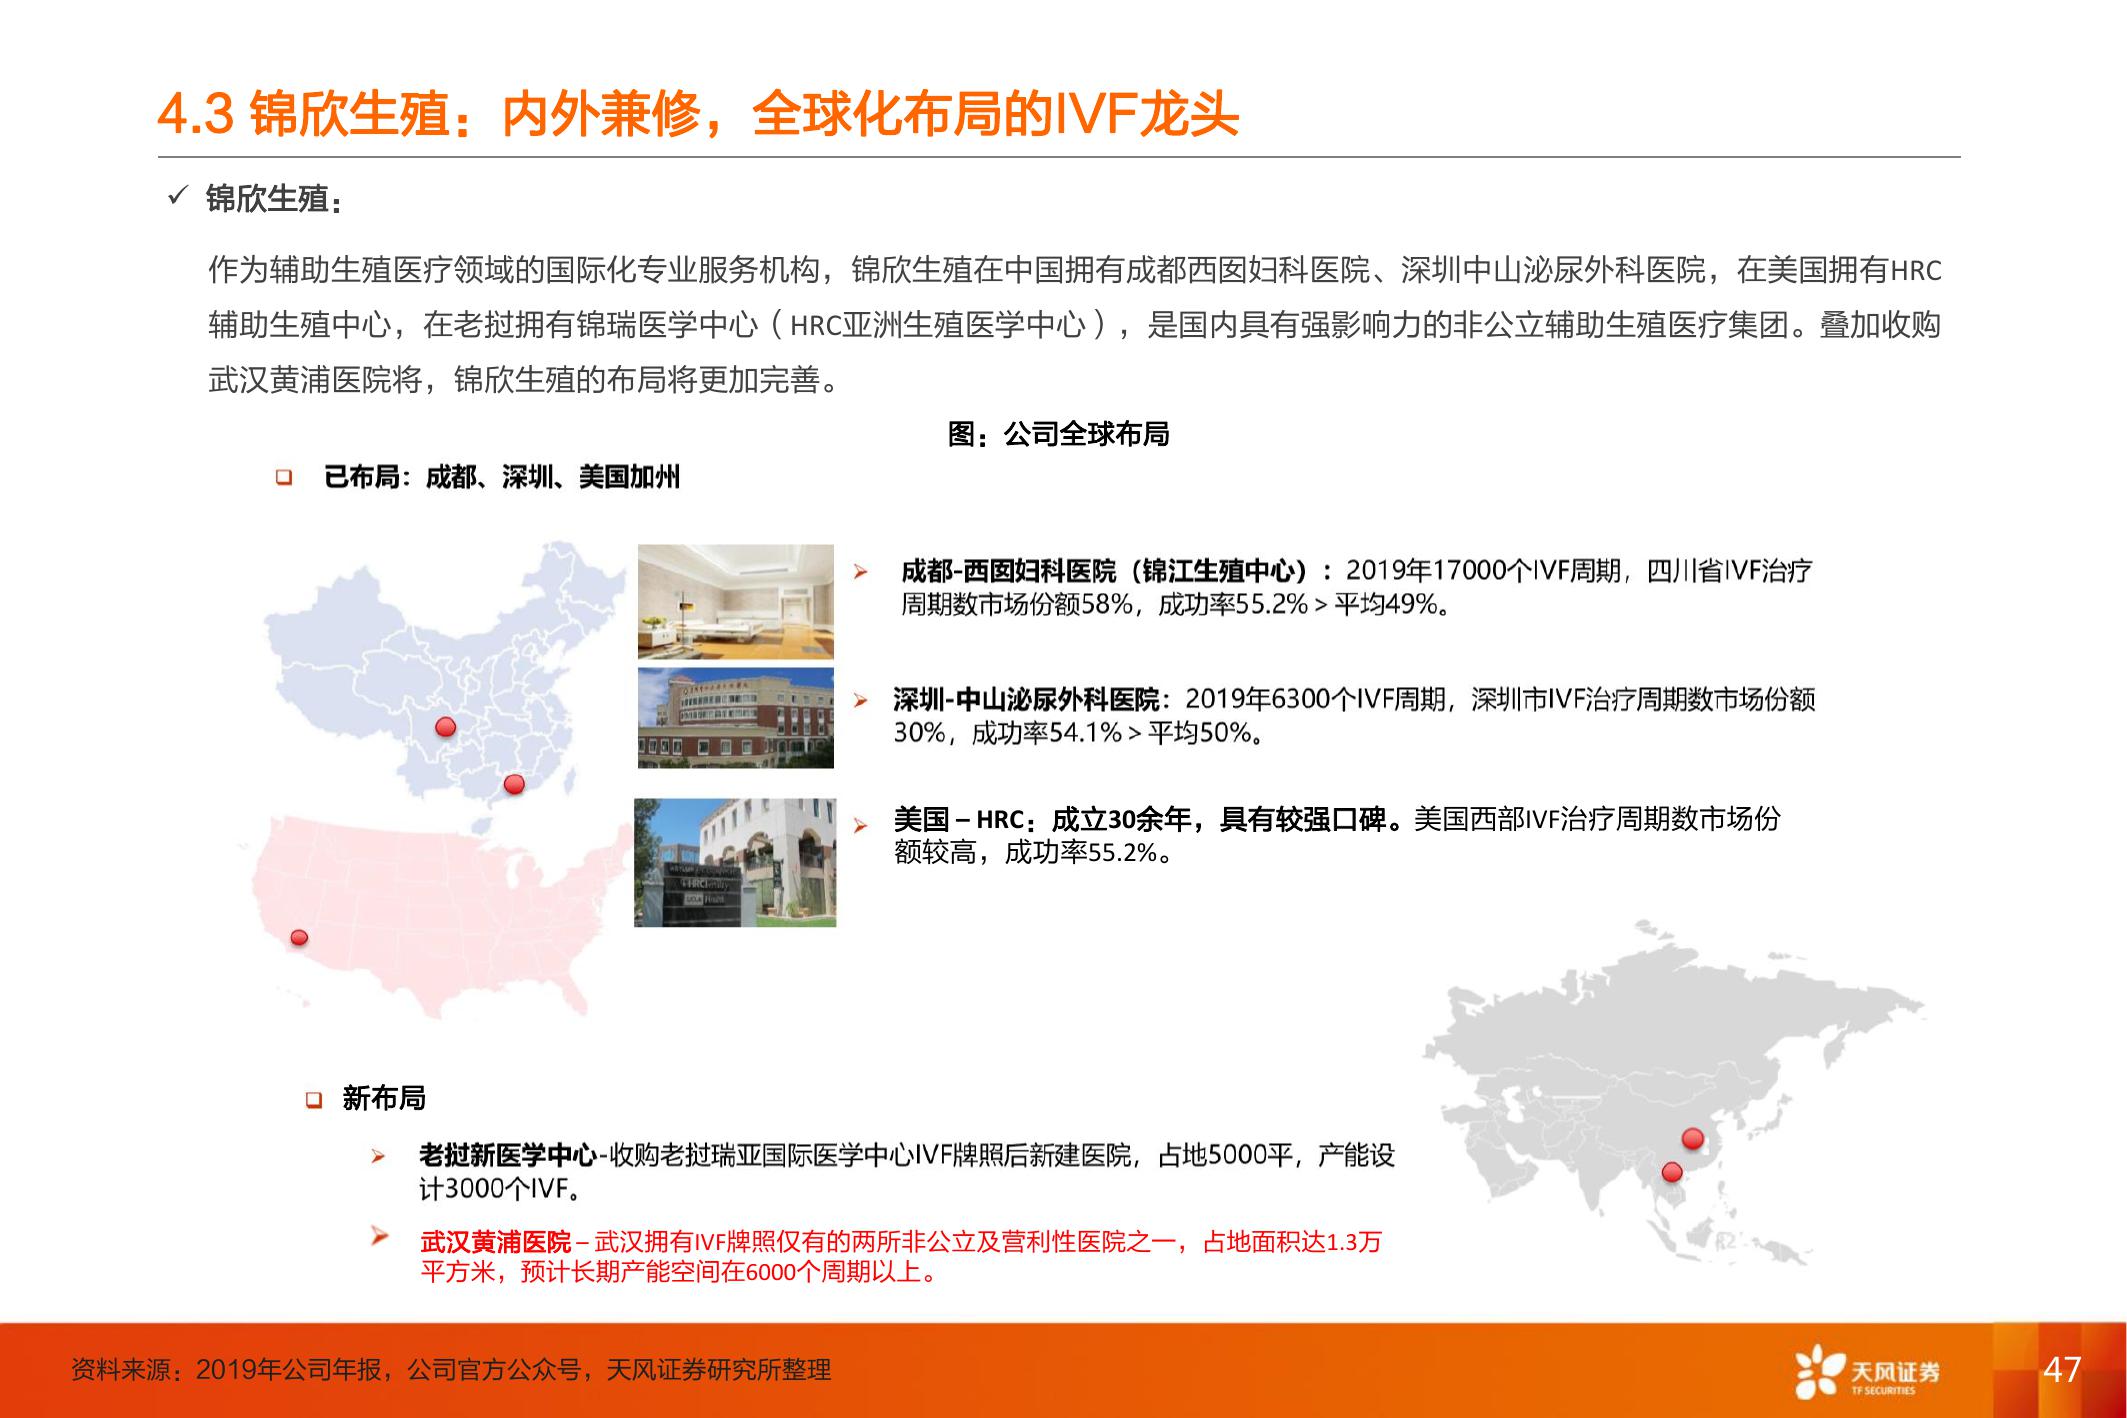 4.3 锦欣生殖：内外兼修，全球化布局的IVF龙头
✓ 锦欣生殖：
作为辅助生殖医疗领域的国际化专业服务机构，锦欣生殖在中国拥有成都西囡妇科医院、深圳中山泌尿外科医院，在美国拥有HRC
辅助生殖中心，在老挝拥有锦瑞医学中心（HRC亚洲生殖医学中心），是国内具有强影响力的非公立辅助生殖医疗集团。叠加收购
武汉黄浦医院将，锦欣生殖的布局将更加完善。
图：公司全球布局
已布局：成都、深圳、美国加州
成都-西囡妇科医院（锦江生殖中心）：2019年17000个IVF周期，四川省IVF治疗
周期数市场份额58%，成功率55.2%＞平均49%。
深圳-中山泌尿外科医院：2019年6300个IVF周期，深圳市IVF治疗周期数市场份额
30%，成功率54.1%＞平均50%。
美国 – HRC：成立30余年，具有较强口碑。美国西部IVF治疗周期数市场份
额较高，成功率55.2%。
新布局
老挝新医学中心-收购老挝瑞亚国际医学中心IVF牌照后新建医院，占地5000平，产能设
计3000个IVF。
武汉黄浦医院 – 武汉拥有IVF牌照仅有的两所非公立及营利性医院之一，占地面积达1.3万
平方米，预计长期产能空间在6000个周期以上。
资料来源：2019年公司年报，公司官方公众号，天风证券研究所整理
天风证券
TF SECURITIES
47